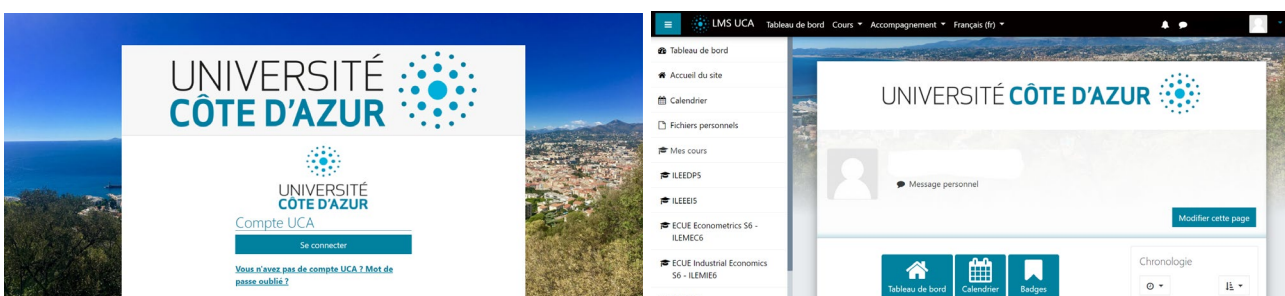 UNIVERSITÉ
CÔTE D'AZUR
UNIVERSITÉ
CÔTE D'AZUR
Compte UCA
Se connecter
Vous n'avez pas de compte UCA ? Mot de
passe oublié ?
LMS UCA Tableau de bord Cours Accompagnement Français (fr)
Tableau de bord
Accueil du site
Calendrier
Fichiers personnels
Mes cours
ILEEDP5
ILEEEI5
ECUE Econometrics S6 -
ILEMEC6
ECUE Industrial Economics
S6 - ILEMIE6
UNIVERSITÉ CÔTE D'AZUR
Message personnel
Modifier cette page
Tableau de bord
Calendrier
Badges
Chronologie